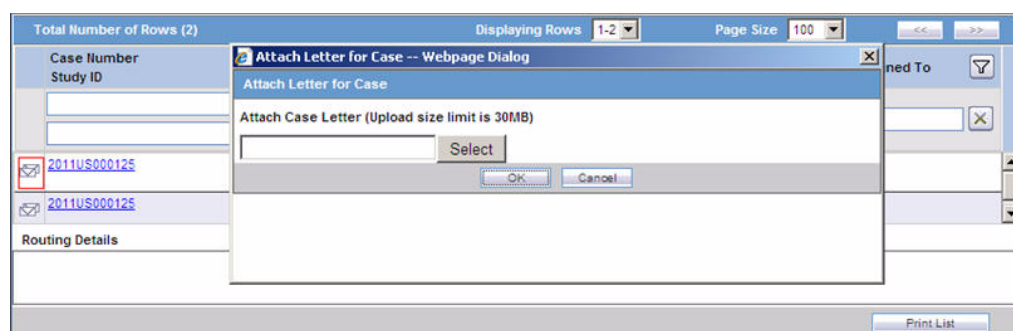 Total Number of Rows (2) Displaying Rows 1-2 Page Size 100 << >>
Case Number
Study ID
ned To
Attach Letter for Case -- Webpage Dialog
Attach Letter for Case
Attach Case Letter (Upload size limit is 30MB)
Select
OK Cancel
2011US000125
2011US000125
Routing Details
Print List